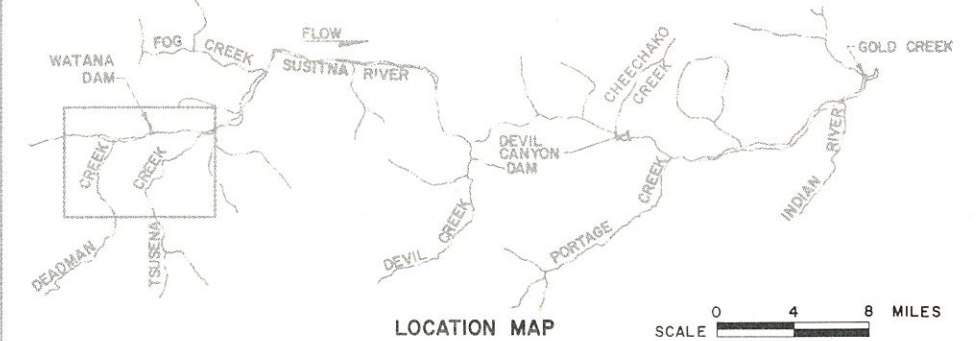 FOG CREEK
FLOW
GOLD CREEK
WATANA
DAM
SUSITNA RIVER
CHEECHAKO
CREEK
DEVIL
CANYON
DAM
INDIAN RIVER
DEADMAN CREEK
TSUSENA CREEK
DEVIL CREEK
PORTAGE CREEK
LOCATION MAP
SCALE 0 4 8 MILES